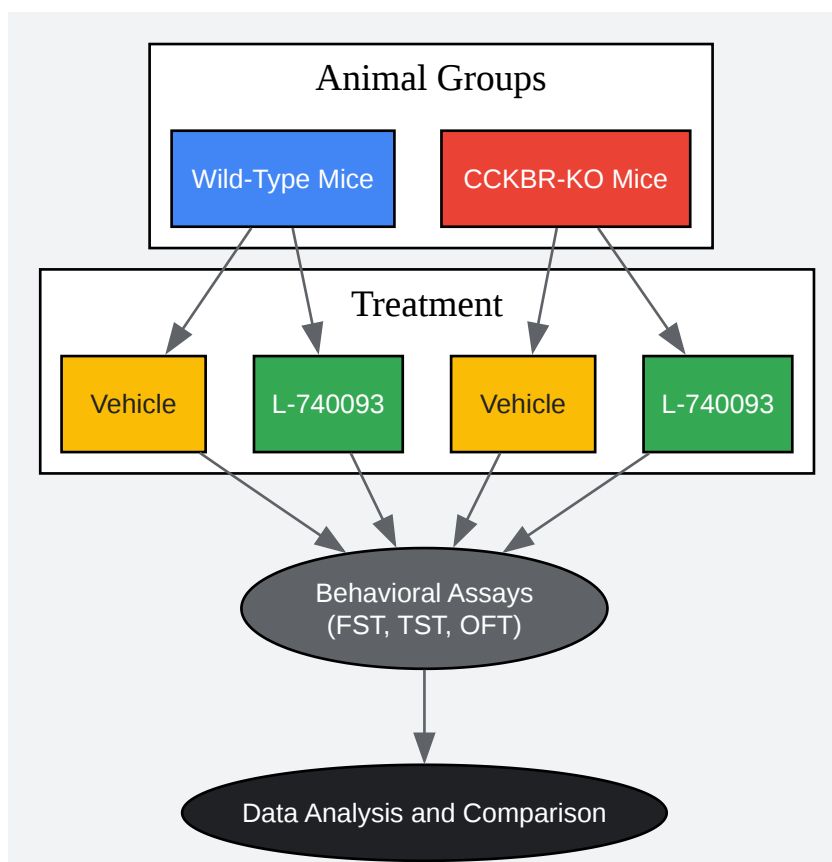 Animal Groups
Wild-Type Mice
CCKBR-KO Mice
Treatment
Vehicle
L-740093
Vehicle
L-740093
Behavioral Assays
(FST, TST, OFT)
Data Analysis and Comparison